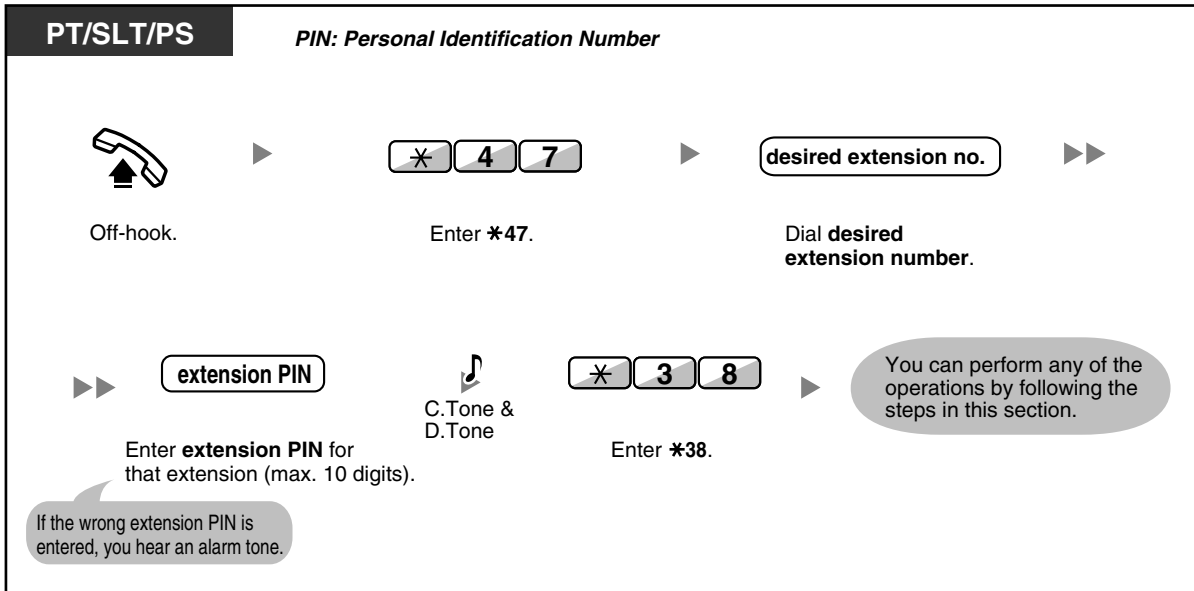 PT/SLT/PS
PIN: Personal Identification Number
* 4 7
desired extension no.
Off-hook.
Enter *47.
Dial desired
extension number.
extension PIN
C.Tone &
D.Tone
* 3 8
You can perform any of the
operations by following the
steps in this section.
Enter extension PIN for
that extension (max. 10 digits).
Enter *38.
If the wrong extension PIN is
entered, you hear an alarm tone.